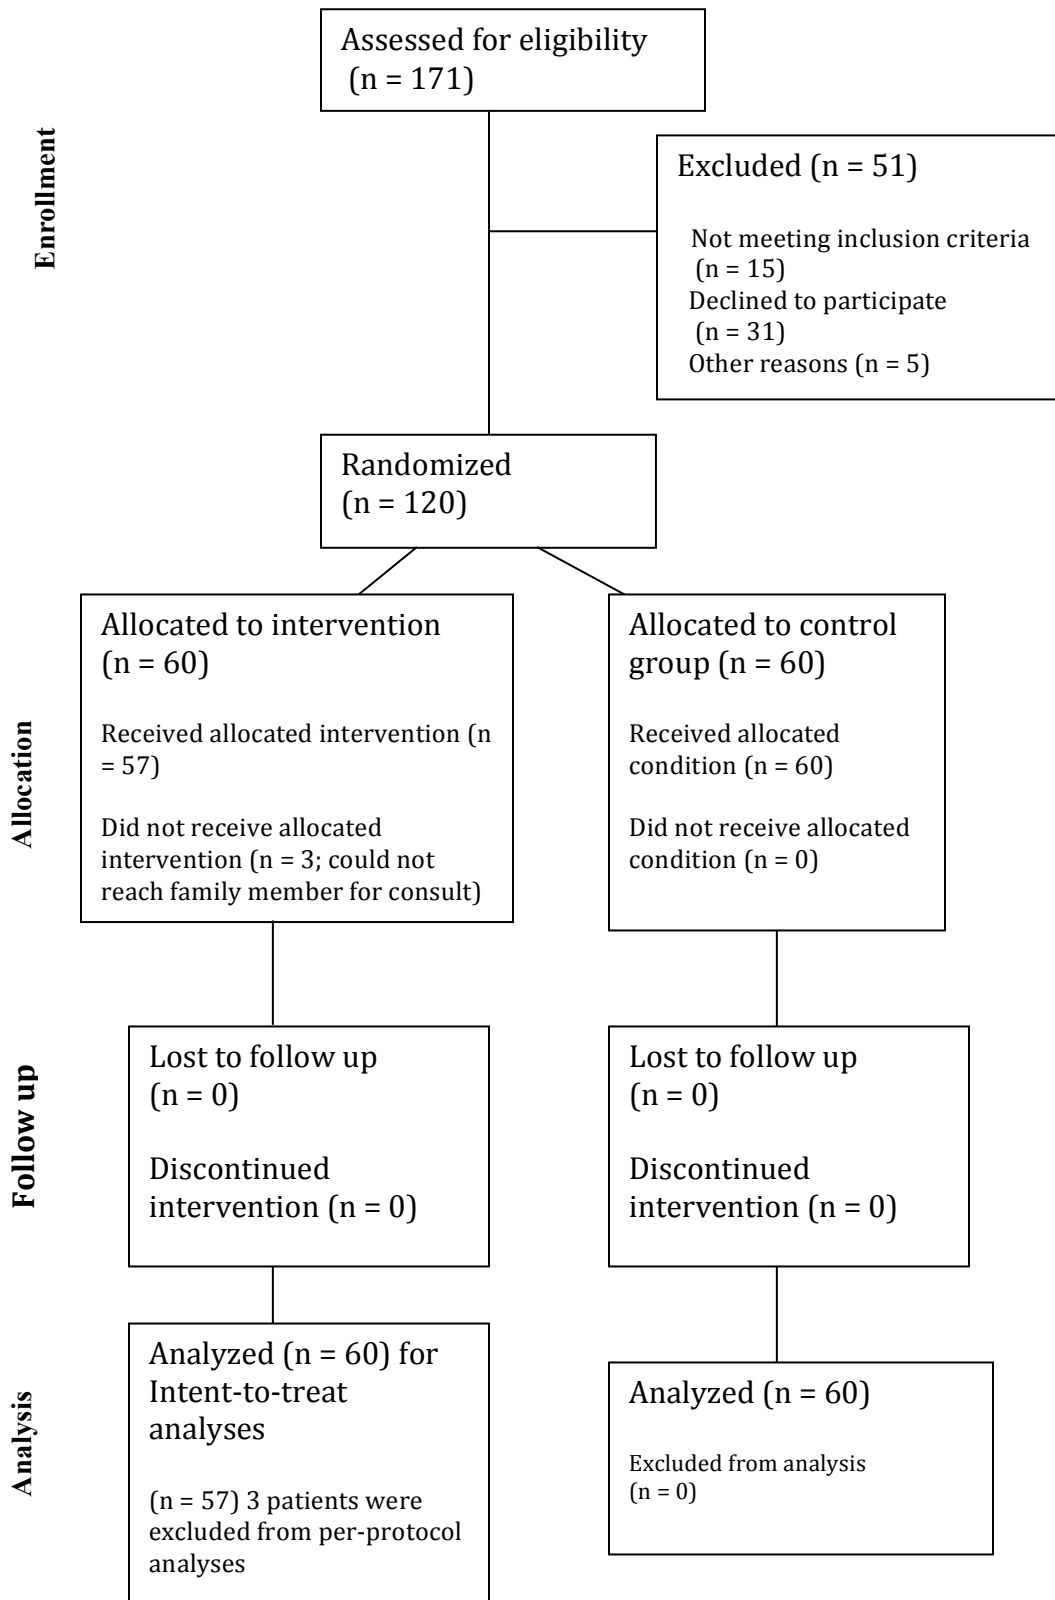 Assessed for eligibility
(n = 171)
Enrollment
Excluded (n = 51)
Not meeting inclusion criteria
(n = 15)
Declined to participate
(n = 31)
Other reasons (n = 5)
Randomized
(n = 120)
Allocation
Allocated to intervention
(n = 60)
Received allocated intervention (n
= 57)
Did not receive allocated
intervention (n = 3; could not
reach family member for consult)
Allocated to control
group (n = 60)
Received allocated
condition (n = 60)
Did not receive allocated
condition (n = 0)
Follow up
Lost to follow up
(n = 0)
Discontinued
intervention (n = 0)
Lost to follow up
(n = 0)
Discontinued
intervention (n = 0)
Analysis
Analyzed (n = 60) for
Intent-to-treat
analyses
(n = 57) 3 patients were
excluded from per-protocol
analyses
Analyzed (n = 60)
Excluded from analysis
(n = 0)